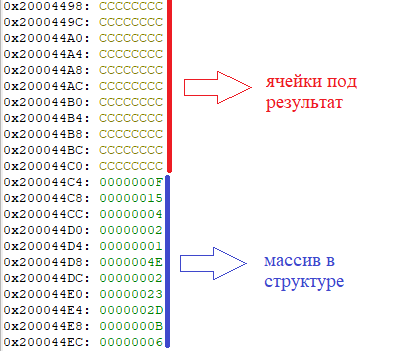 0x20004498: CCCCCCCC
0x2000449C: CCCCCCCC
0x200044A0: CCCCCCCC
0x200044A4: CCCCCCCC
0x200044A8: CCCCCCCC
0x200044AC: CCCCCCCC
0x200044B0: CCCCCCCC
0x200044B4: CCCCCCCC
0x200044B8: CCCCCCCC
0x200044BC: CCCCCCCC
0x200044C0: CCCCCCCC
0x200044C4: 0000000F
0x200044C8: 00000015
0x200044CC: 00000004
0x200044D0: 00000002
0x200044D4: 00000001
0x200044D8: 0000004E
0x200044DC: 00000002
0x200044E0: 00000023
0x200044E4: 0000002D
0x200044E8: 0000000B
0x200044EC: 00000006
ячейки под
результат
массив в
структуре